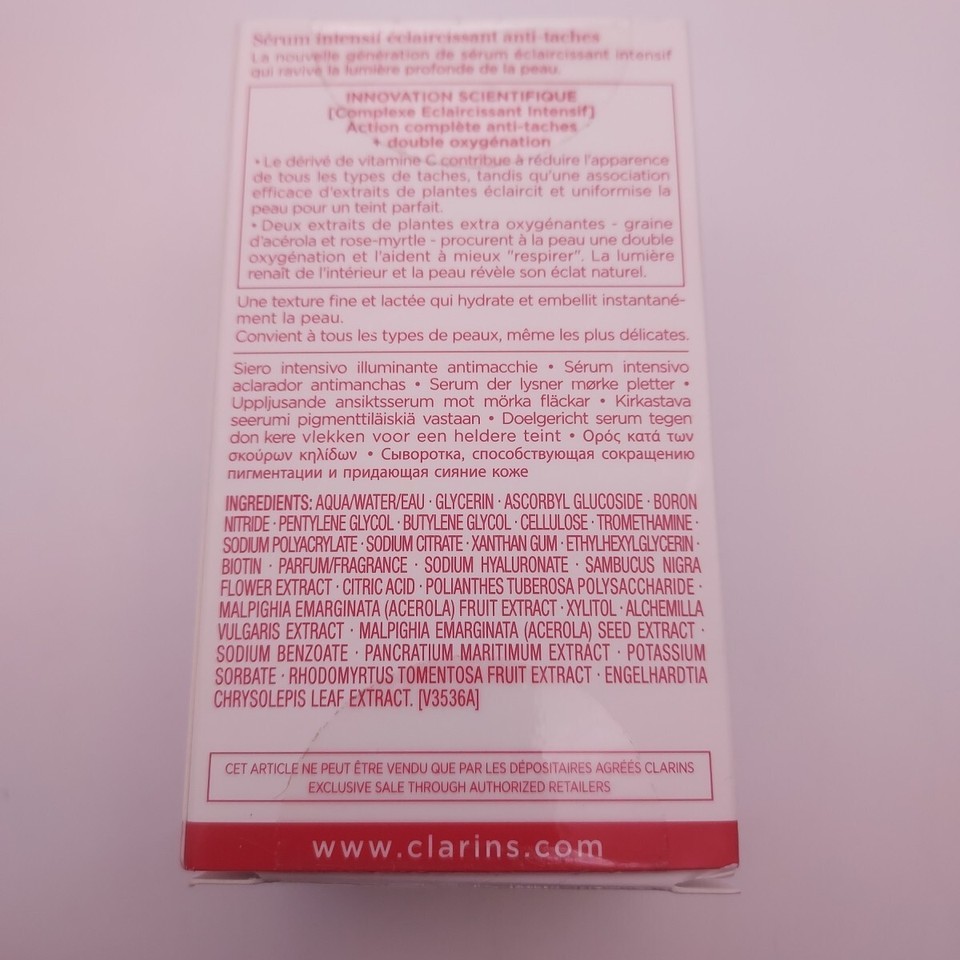 Sérum intensif éclaircissant anti-taches
La nouvelle génération de sérum éclaircissant intensif
qui ravive la lumière profonde de la peau.
INNOVATION SCIENTIFIQUE
[Complexe Eclaircissant Intensif]
Action complète anti-taches
+ double oxygénation
• Le dérivé de vitamine C contribue à réduire l'apparence
de tous les types de taches, tandis qu'une association
efficace d'extraits de plantes éclaircit et uniformise la
peau pour un teint parfait.
• Deux extraits de plantes extra oxygénantes - graine
d'acérola et rose-myrtle - procurent à la peau une double
oxygénation et l'aident à mieux "respirer". La lumière
renaît de l'intérieur et la peau révèle son éclat naturel.
Une texture fine et lactée qui hydrate et embellit instantané-
ment la peau.
Convient à tous les types de peaux, même les plus délicates.
Siero intensivo illuminante antimacchie • Sérum intensivo
aclarador antimanchas • Serum der lysner mørke pletter •
Uppljusande ansiktsserum mot mörka fläckar • Kirkastava
seerumi pigmenttiläiskiä vastaan • Doelgericht serum tegen
don kere vlekken voor een heldere teint • Ορός κατά των
σκούρων κηλίδων • Сыворотка, способствующая сокращению
пигментации и придающая сияние коже
INGREDIENTS: AQUA/WATER/EAU · GLYCERIN · ASCORBYL GLUCOSIDE · BORON
NITRIDE · PENTYLENE GLYCOL · BUTYLENE GLYCOL · CELLULOSE · TROMETHAMINE ·
SODIUM POLYACRYLATE · SODIUM CITRATE · XANTHAN GUM · ETHYLHEXYLGLYCERIN ·
BIOTIN · PARFUM/FRAGRANCE · SODIUM HYALURONATE · SAMBUCUS NIGRA
FLOWER EXTRACT · CITRIC ACID · POLIANTHES TUBEROSA POLYSACCHARIDE ·
MALPIGHIA EMARGINATA (ACEROLA) FRUIT EXTRACT · XYLITOL · ALCHEMILLA
VULGARIS EXTRACT · MALPIGHIA EMARGINATA (ACEROLA) SEED EXTRACT ·
SODIUM BENZOATE · PANCRATIUM MARITIMUM EXTRACT · POTASSIUM
SORBATE · RHODOMYRTUS TOMENTOSA FRUIT EXTRACT · ENGELHARDTIA
CHRYSOLEPIS LEAF EXTRACT. [V3536A]
CET ARTICLE NE PEUT ÊTRE VENDU QUE PAR LES DÉPOSITAIRES AGRÉÉS CLARINS
EXCLUSIVE SALE THROUGH AUTHORIZED RETAILERS
www.clarins.com